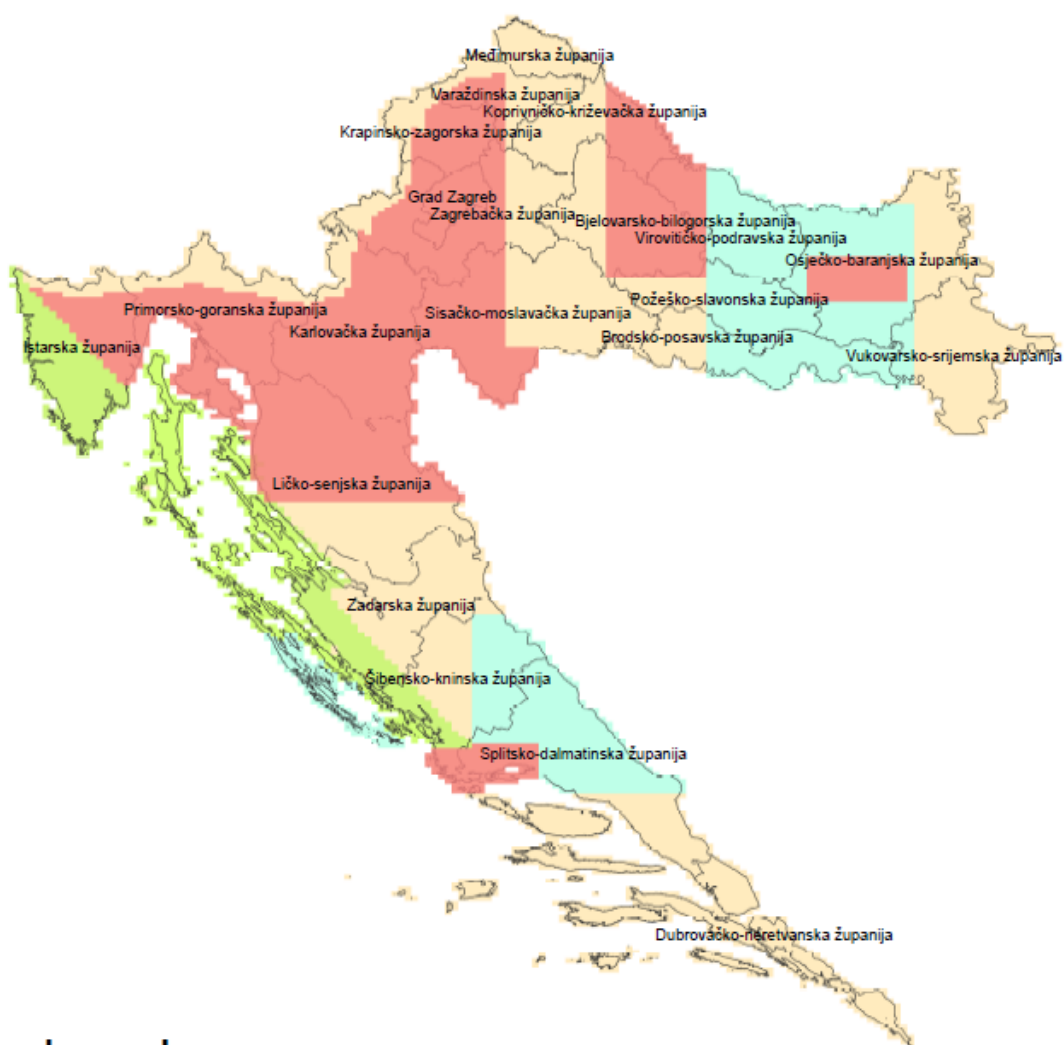 Međimurska županija
Varaždinska županija
Koprivničko-križevačka županija
Krapinsko-zagorska županija
Grad Zagreb
Zagrebačka županija
Bjelovarsko-bilogorska županija
Virovitičko-podravska županija
Osječko-baranjska županija
Požeško-slavonska županija
Primorsko-goranska županija
Sisačko-moslavačka županija
Karlovačka županija
Brodsko-posavska županija
Istarska županija
Vukovarsko-srijemska županija
Ličko-senjska županija
Zadarska županija
Šibensko-kninska županija
Splitsko-dalmatinska županija
Dubrovačko-neretvanska županija